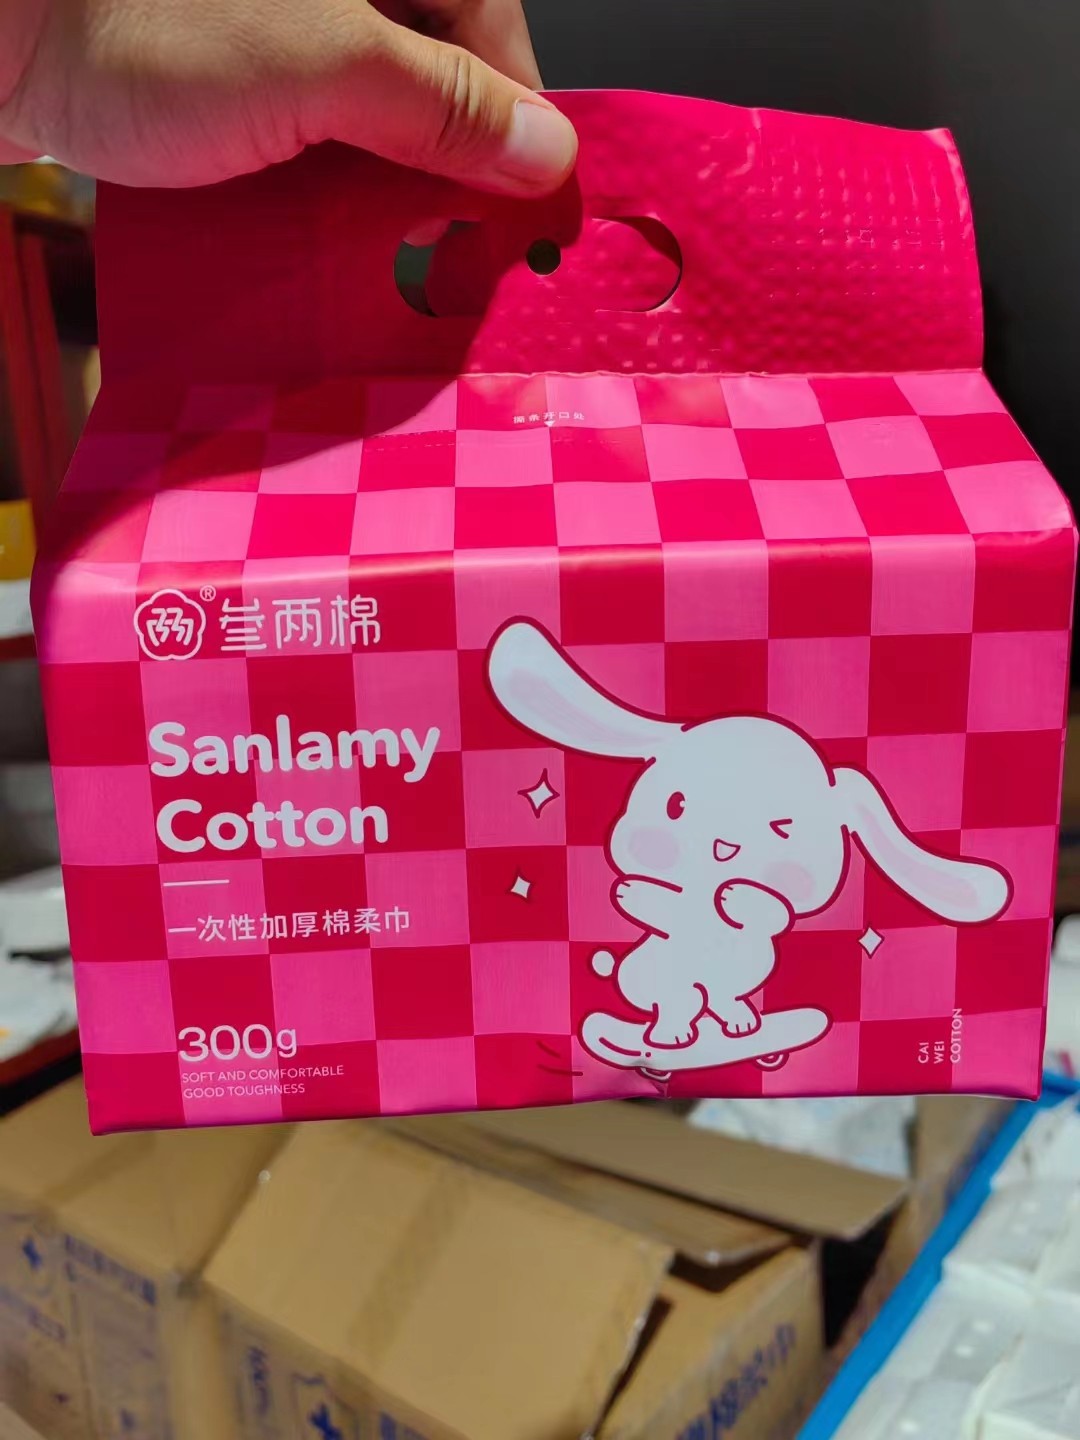 撕条开口处
® 叁两棉
Sanlamy
Cotton
一次性加厚棉柔巾
300g
SOFT AND COMFORTABLE
GOOD TOUGHNESS
CAI
WEI
COTTON